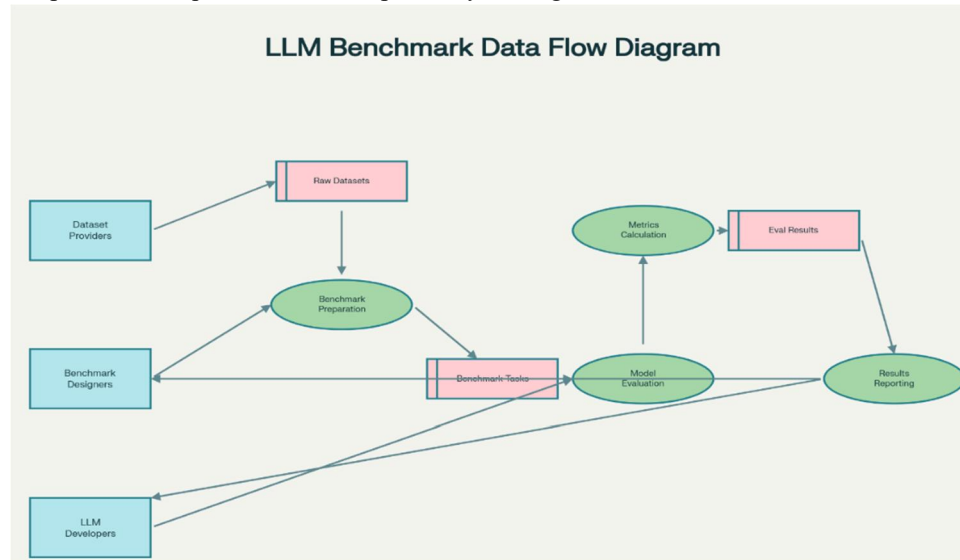 LLM Benchmark Data Flow Diagram
Raw Datasets
Dataset
Providers
Metrics
Calculation
Eval Results
Benchmark
Preparation
Benchmark
Designers
Benchmark Tasks
Model
Evaluation
Results
Reporting
LLM
Developers